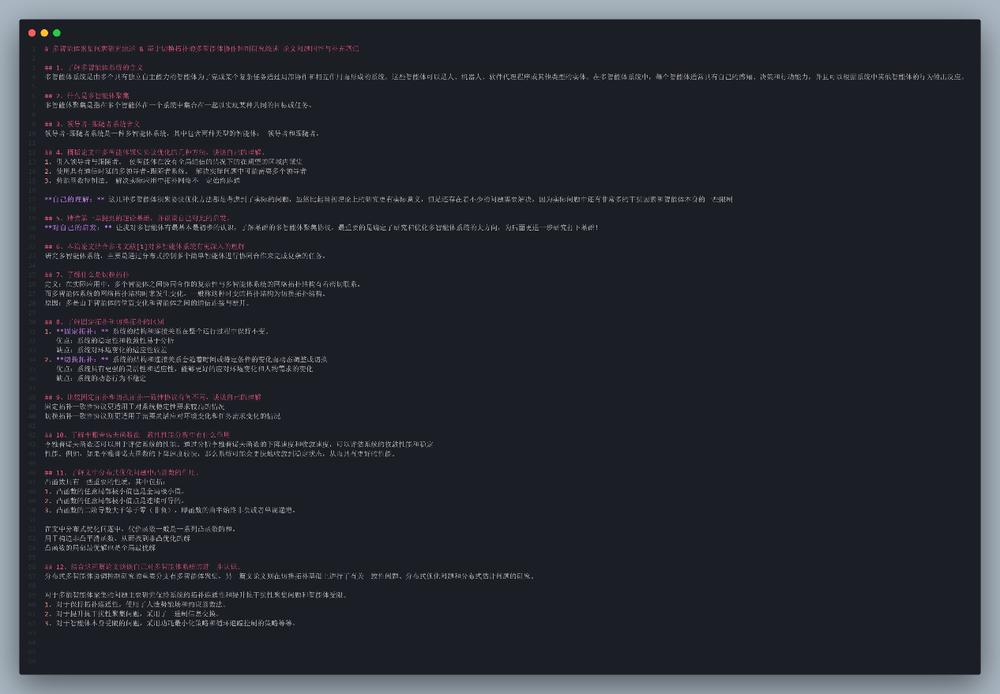 # 多智能体聚集问题研究综述 & 基于切换拓扑的多智能体协作控制研究综述 论文问题回答与补充笔记
## 1、了解多智能体系统的含义
多智能体系统是由多个具有独立自主能力的智能体为了完成某个复杂任务通过局部协作和相互作用而形成的系统。这些智能体可以是人、机器人、软件代理程序或其他类型的实体。在多智能体系统中，每个智能体通常具有自己的感知、决策和行动能力，并且可以根据系统中其他智能体的行为做出反应。
## 2、什么是多智能体聚集
多智能体聚集是指在多个智能体在一个系统中集合在一起以实现某种共同的目标或任务。
## 3、领导者-跟随者系统含义
领导者-跟随者系统是一种多智能体系统，其中包含两种类型的智能体： 领导者和跟随者。
## 4、概括论文中多智能体聚集协议优化的几种方法，谈谈自己的理解。
1. 引入领导者与跟随者。 使智能体在没有全局通信的情况下的在期望的区域内聚集
2. 使用具有通信时延的多领导者-跟随者系统。 解决实际问题中可能需要多个领导者
3. 势能函数控制法。 解决实际应用中拓扑网络不一定始终连通
**自己的理解：** 这几种多智能体积聚协议优化方法都是考虑到了实际的问题，虽然比起当初理论上的研究更有实际意义，但是还存在着不少的问题需要解决，因为实际问题中还有非常多的干扰因素和智能体本身的一些限制
## 5、精读第一章提到的理论基础，并谈谈自己对此的启发。
**对自己的启发：** 让我对多智能体有最基本最初步的认识，了解基础的多智能体聚集协议。最重要的是确定了研究和优化多智能体系统的大方向，为后面更进一步研究打下基础！
## 6、本篇论文结合参考文献[1]对多智能体系统有更深入的理解
研究多智能体系统，主要是通过分布式控制多个简单智能体进行协同合作来完成复杂的任务。
## 7、了解什么是切换拓扑
定义：在实际应用中，多个智能体之间协同合作的复杂性与多智能体系统的网络拓扑结构有着密切联系。
而多智能体系统的网络拓扑结构时常发生变化，一般称这种时变的拓扑结构为切换拓扑结构。
原因：多是由于智能体的位置变化和智能体之间的通信连接与断开。
## 8、了解固定拓扑和切换拓扑的区别
1. **固定拓扑：** 系统的结构和连接关系在整个运行过程中保持不变。
优点：系统的稳定性和收敛性易于分析
缺点：系统对环境变化的适应性较差
2. **切换拓扑：** 系统的结构和连接关系会随着时间或特定条件的变化而动态调整或切换
优点：系统具有更强的灵活性和适应性，能够更好的应对环境变化和人物需求的变化
缺点：系统的动态行为不稳定
## 9、比较固定拓扑和切换拓扑一致性协议有何不同，谈谈自己的理解
固定拓扑一致性协议更适用于对系统稳定性要求较高的情况
切换拓扑一致性协议则更适用于需要灵活应对环境变化和任务需求变化的情况
## 10、了解李雅普诺夫函数在一致性性能分析中有什么作用
李雅普诺夫函数还可以用于评估系统的性能。通过分析李雅普诺夫函数的下降速度和收敛速度，可以评估系统的收敛性能和稳定
性能。例如，如果李雅普诺夫函数的下降速度较快，那么系统可能会更快地收敛到稳定状态，从而具有更好的性能。
## 11、了解文中分布式优化问题中凸函数的作用。
凸函数具有一些重要的性质，其中包括：
1. 凸函数的任意局部极小值也是全局极小值。
2. 凸函数的任意局部极小值点是连续可导的。
3. 凸函数的二阶导数大于等于零（非负），即函数的曲率始终非负或者单调递增。
在文中分布式优化问题中，代价函数一般是一系列凸函数的和。
用于构造非凸平滑函数，从而找到非凸优化的解
凸函数的局部最优解也是全局最优解
## 12、结合这两篇论文谈谈自己对多智能体系统的进一步认识。
分布式多智能体协调控制研究的重要分支有多智能体聚集，另一篇文论文则在切换拓扑基础上进行了有关一致性问题、分布式优化问题和分布式估计问题的研究。
对于多能智能体聚集的问题主要研究保持系统的拓扑连通性和提升抗干扰性聚集问题和智能体受限。
1. 对于保持拓扑连通性，使用了人造势能场和约束函数法。
2. 对于提升抗干扰性聚集问题，采用了二进制信息交换。
3. 对于智能体本身受限的问题，采用功耗最小化策略和循环追踪控制的策略等等。